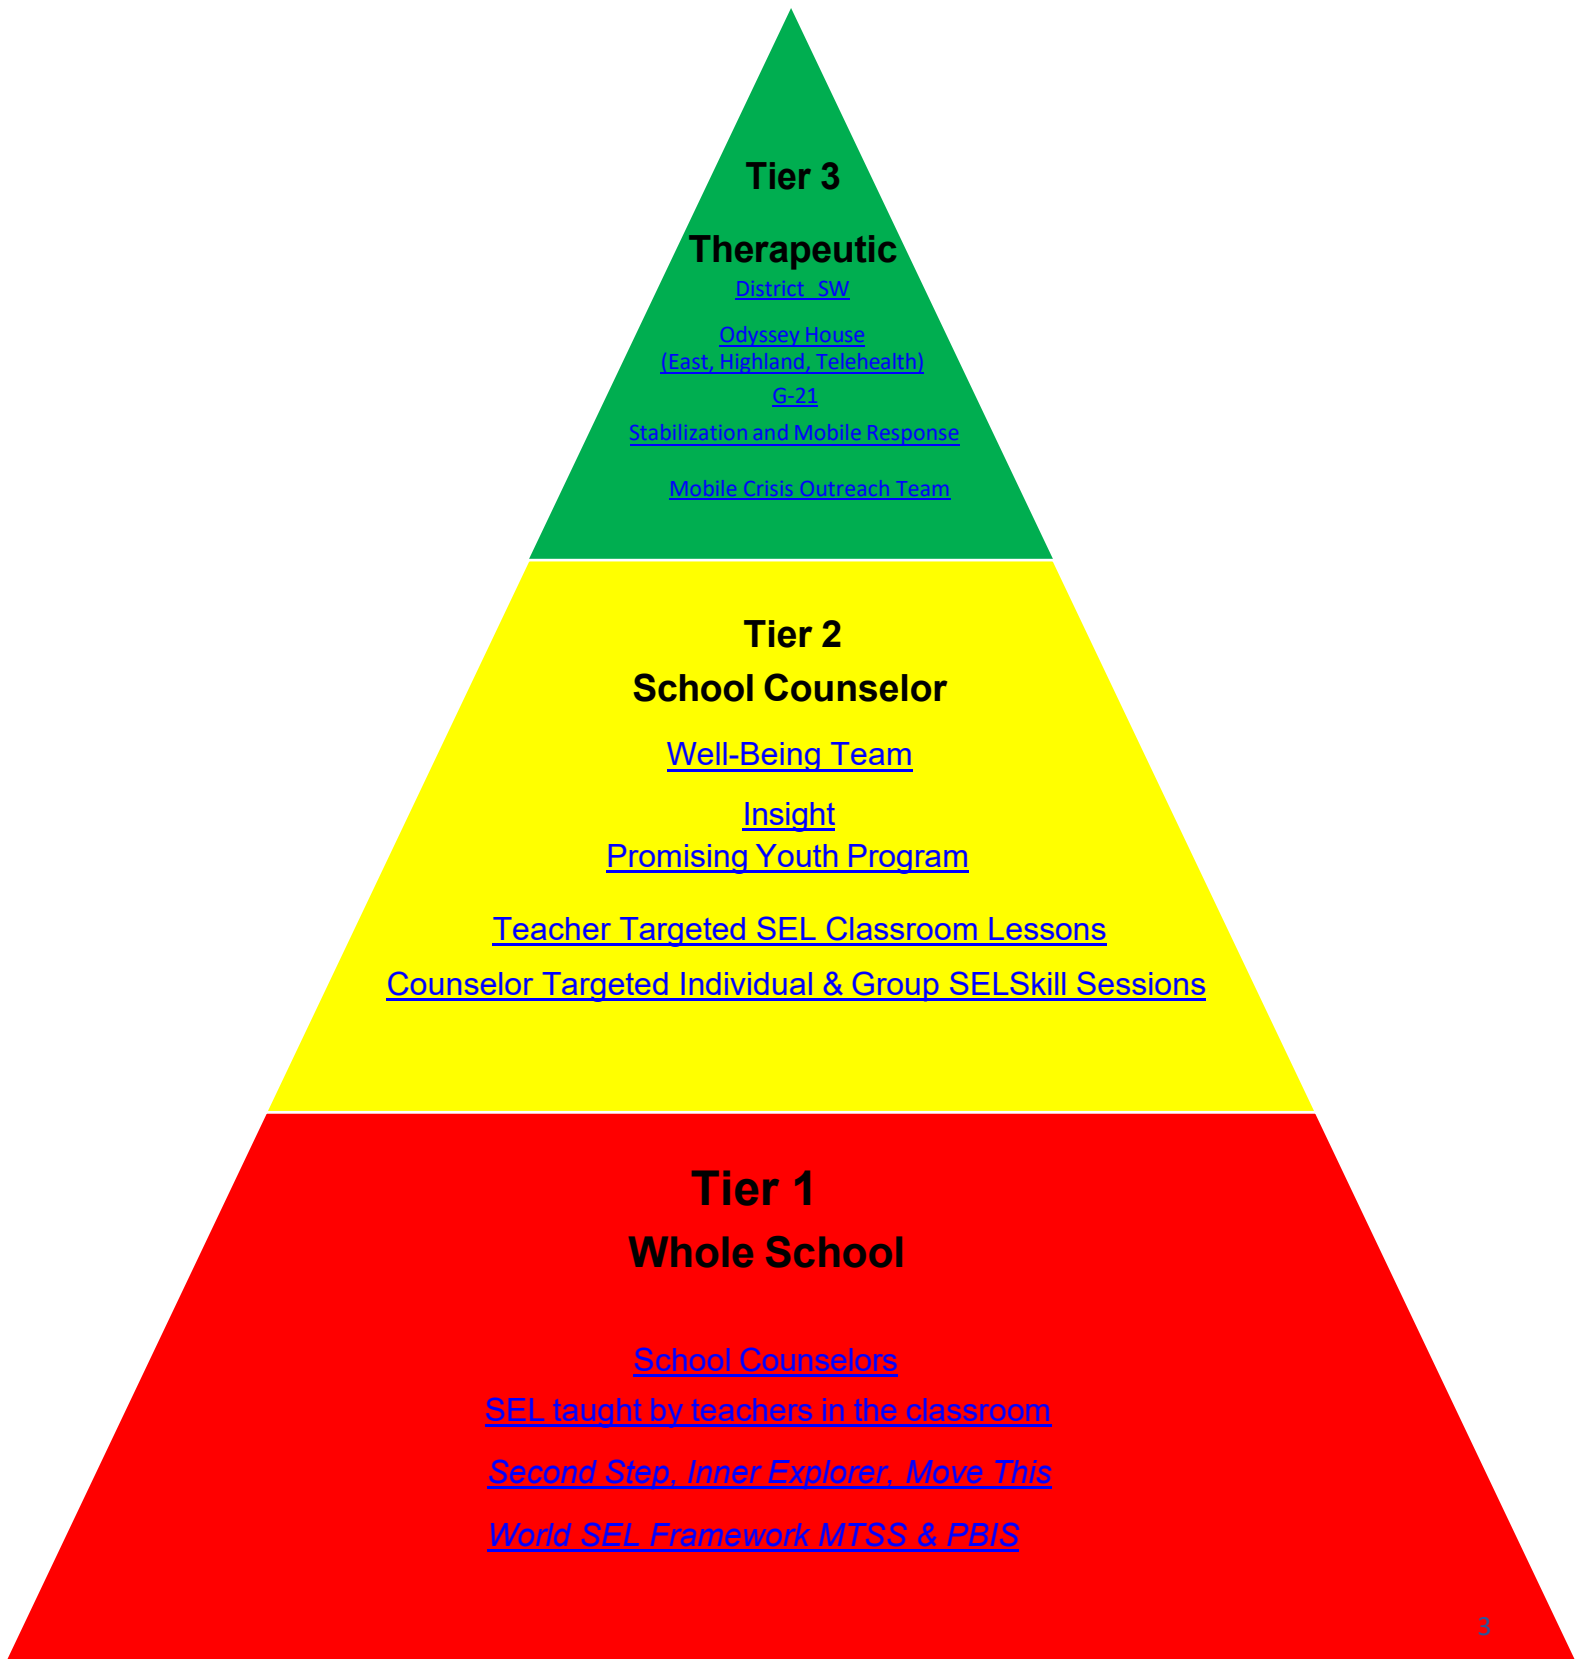 Tier 3
Therapeutic
District SW
Odyssey House
(East, Highland, Telehealth)
G-21
Stabilization and Mobile Response
Mobile Crisis Outreach Team
Tier 2
School Counselor
Well-Being Team
Insight
Promising Youth Program
Teacher Targeted SEL Classroom Lessons
Counselor Targeted Individual & Group SELSkill Sessions
Tier 1
Whole School
School Counselors
SEL taught by teachers in the classroom
Second Step, Inner Explorer, Move This
World SEL Framework MTSS & PBIS
3